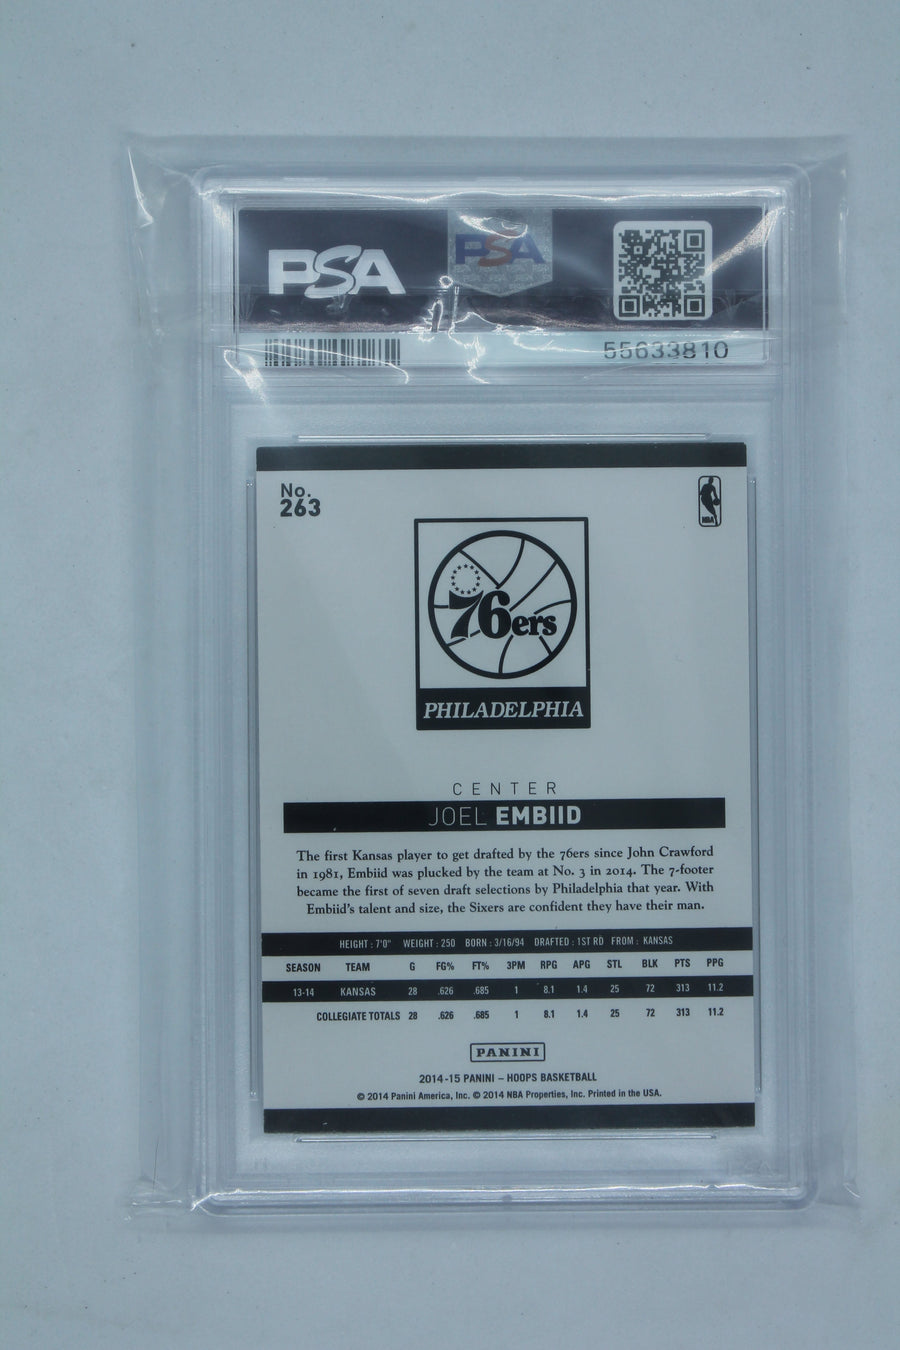 PSA
PSA
55633810
No.
263
NBA
76ers
PHILADELPHIA
CENTER
JOEL EMBIID
The first Kansas player to get drafted by the 76ers since John Crawford
in 1981, Embiid was plucked by the team at No. 3 in 2014. The 7-footer
became the first of seven draft selections by Philadelphia that year. With
Embiid's talent and size, the Sixers are confident they have their man.
HEIGHT: 7'0" WEIGHT: 250 BORN: 3/16/94 DRAFTED: 1ST RD FROM: KANSAS
SEASON TEAM G FG% FT% 3PM RPG APG STL BLK PTS PPG
13-14 KANSAS 28 .626 .685 1 8.1 1.4 25 72 313 11.2
COLLEGIATE TOTALS 28 .626 .685 1 8.1 1.4 25 72 313 11.2
PANINI
2014-15 PANINI – HOOPS BASKETBALL
© 2014 Panini America, Inc. © 2014 NBA Properties, Inc. Printed in the USA.
PSA